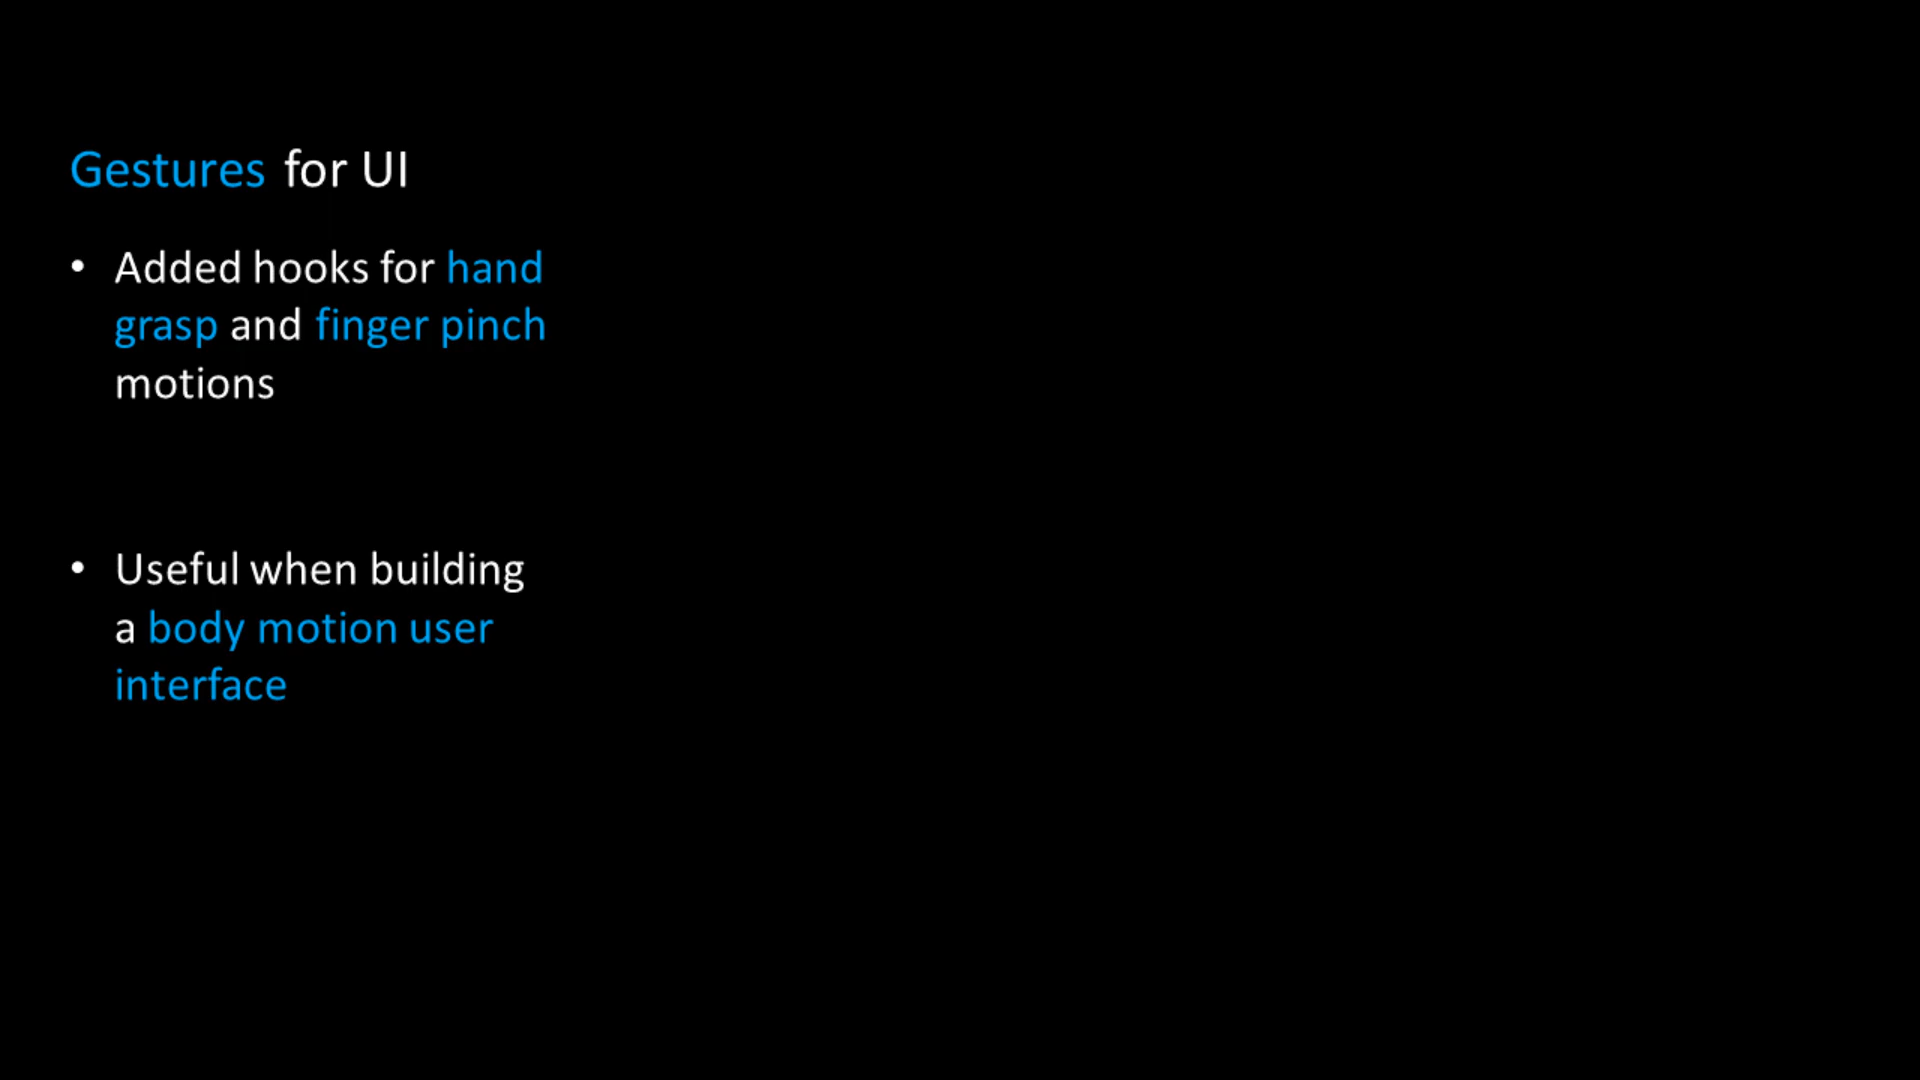 Gestures for UI
• Added hooks for hand
grasp and finger pinch
motions
• Useful when building
a body motion user
interface